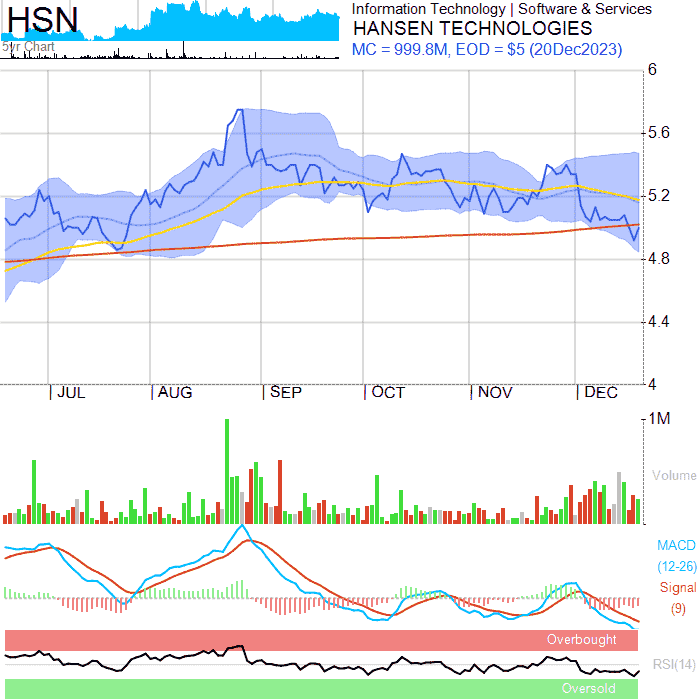 HSN
5yr Chart
Information Technology | Software & Services
HANSEN TECHNOLOGIES
MC = 999.8M, EOD = $5 (20Dec2023)
6
5.6
5.2
4.8
4.4
4
JUL AUG SEP OCT NOV DEC
1M
Volume
MACD
(12-26)
Signal
(9)
Overbought
RSI(14)
Oversold